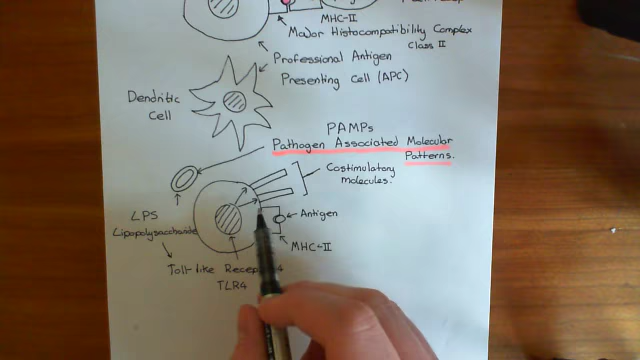 MHC-II
Major Histocompatibility Complex
Class II
Professional Antigen
Presenting Cell (APC)
Dendritic
Cell
PAMPs
Pathogen Associated Molecular
Patterns.
Costimulatory
molecules.
LPS
Lipopolysaccharide
Antigen
MHC-II
Toll-like Receptors
TLR4